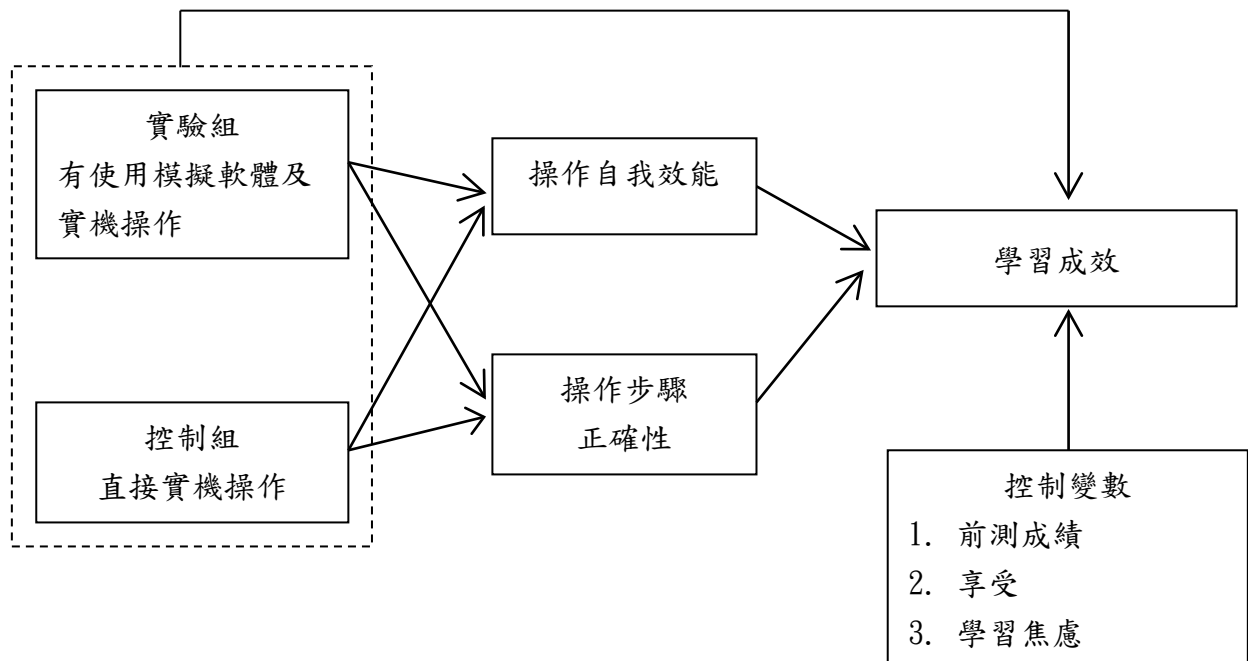 實驗組
有使用模擬軟體及
實機操作
控制組
直接實機操作
操作自我效能
操作步驟
正確性
學習成效
控制變數
1. 前測成績
2. 享受
3. 學習焦慮